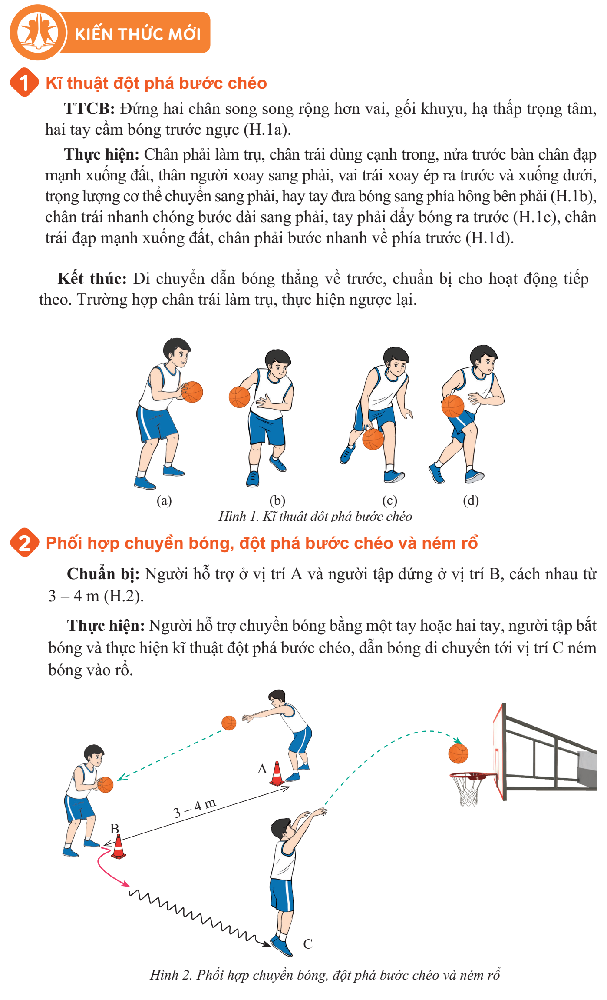 KIẾN THỨC MỚI
1 Kĩ thuật đột phá bước chéo
TTCB: Đứng hai chân song song rộng hơn vai, gối khuỵu, hạ thấp trọng tâm,
hai tay cầm bóng trước ngực (H.1a).
Thực hiện: Chân phải làm trụ, chân trái dùng cạnh trong, nửa trước bàn chân đạp
mạnh xuống đất, thân người xoay sang phải, vai trái xoay ép ra trước và xuống dưới,
trọng lượng cơ thể chuyển sang phải, hay tay đưa bóng sang phía hông bên phải (H.1b),
chân trái nhanh chóng bước dài sang phải, tay phải đẩy bóng ra trước (H.1c), chân
trái đạp mạnh xuống đất, chân phải bước nhanh về phía trước (H.1d).
Kết thúc: Di chuyển dẫn bóng thẳng về trước, chuẩn bị cho hoạt động tiếp
theo. Trường hợp chân trái làm trụ, thực hiện ngược lại.
(a) (b) (c) (d)
Hình 1. Kĩ thuật đột phá bước chéo
2 Phối hợp chuyền bóng, đột phá bước chéo và ném rổ
Chuẩn bị: Người hỗ trợ ở vị trí A và người tập đứng ở vị trí B, cách nhau từ
3 – 4 m (H.2).
Thực hiện: Người hỗ trợ chuyền bóng bằng một tay hoặc hai tay, người tập bắt
bóng và thực hiện kĩ thuật đột phá bước chéo, dẫn bóng di chuyển tới vị trí C ném
bóng vào rổ.
A
3 – 4 m
B
C
Hình 2. Phối hợp chuyền bóng, đột phá bước chéo và ném rổ